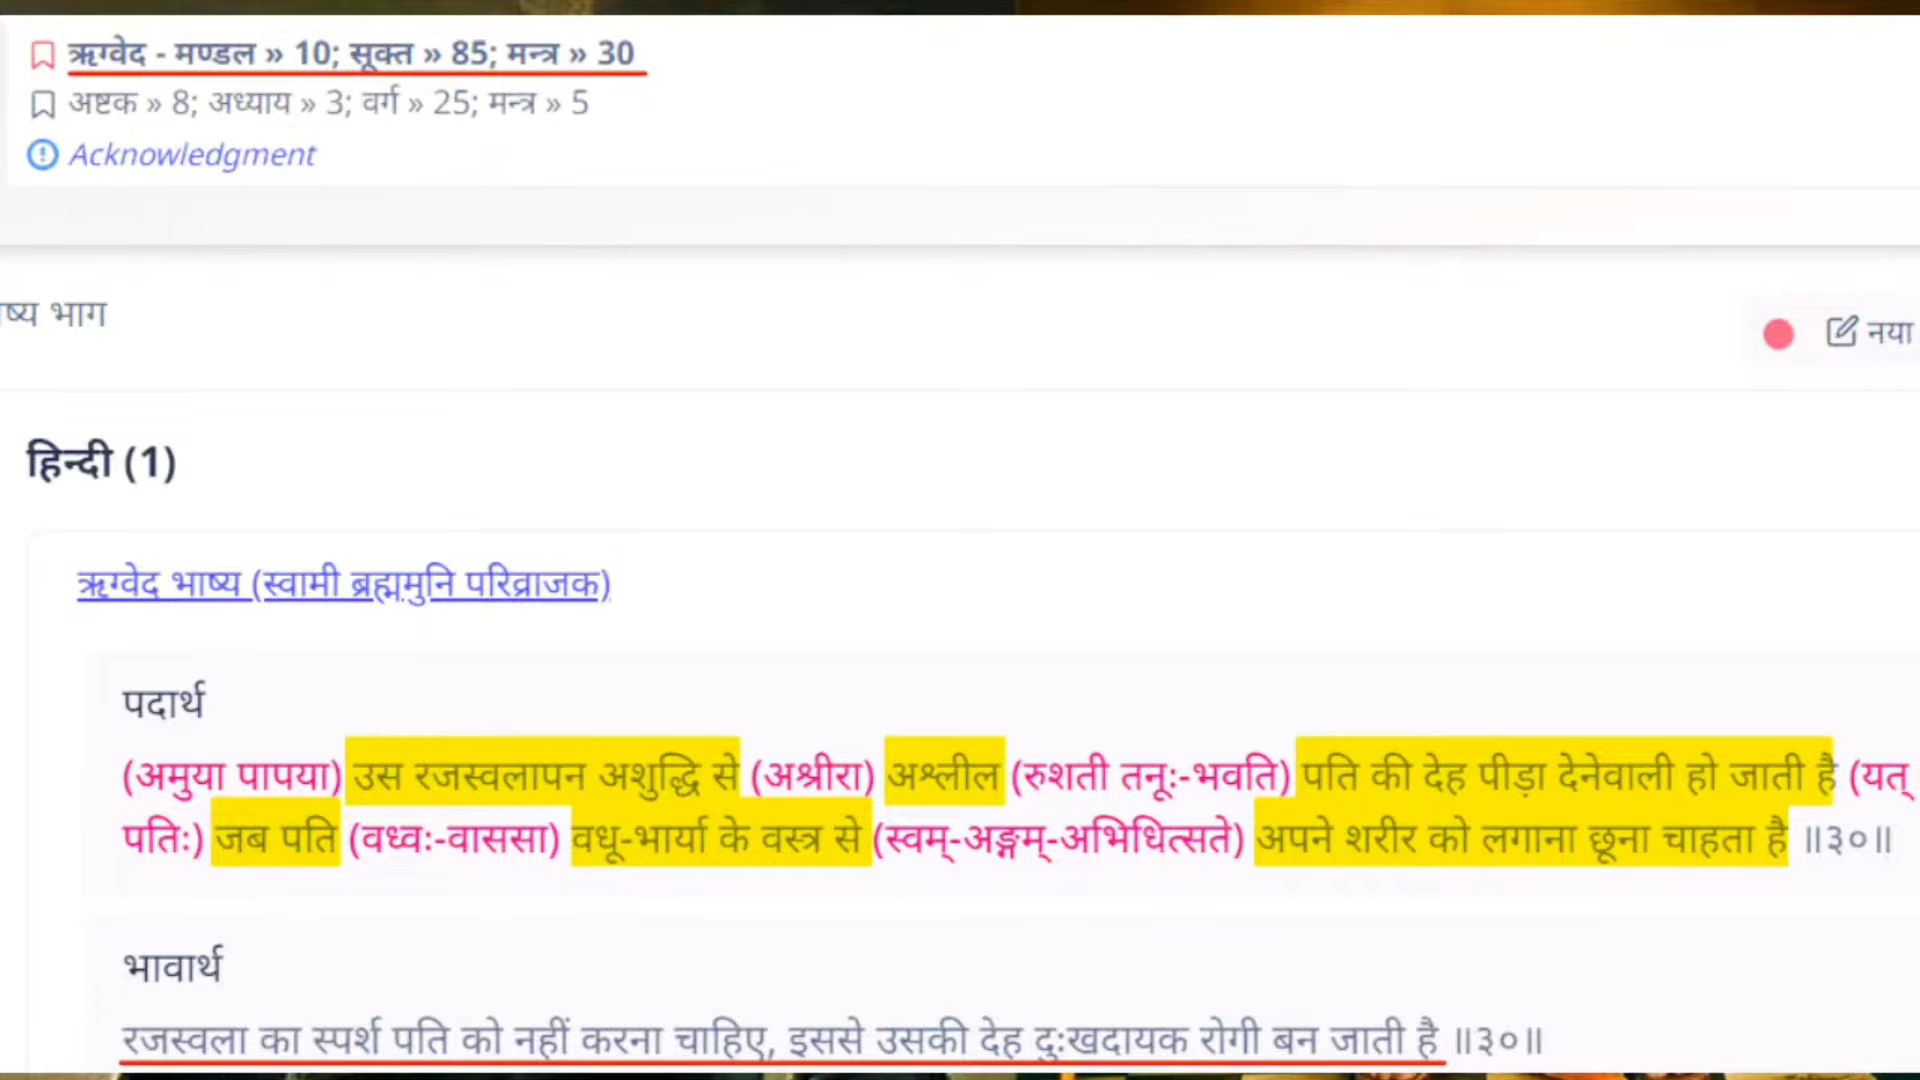 ऋग्वेद - मण्डल » 10; सूक्त » 85; मन्त्र » 30
अष्टक » 8; अध्याय » 3; वर्ग » 25; मन्त्र » 5
Acknowledgment
ष्य भाग
नया
हिन्दी (1)
ऋग्वेद भाष्य (स्वामी ब्रह्ममुनि परिव्राजक)
पदार्थ
(अमुया पापया) उस रजस्वलापन अशुद्धि से (अश्रीरा) अश्लील (रुशती तनूः-भवति) पति की देह पीड़ा देनेवाली हो जाती है (यत्
पतिः) जब पति (वध्वः-वाससा) वधू-भार्या के वस्त्र से (स्वम्-अङ्गम्-अभिधित्सते) अपने शरीर को लगाना छूना चाहता है ॥३०॥
भावार्थ
रजस्वला का स्पर्श पति को नहीं करना चाहिए, इससे उसकी देह दुःखदायक रोगी बन जाती है ॥३०॥